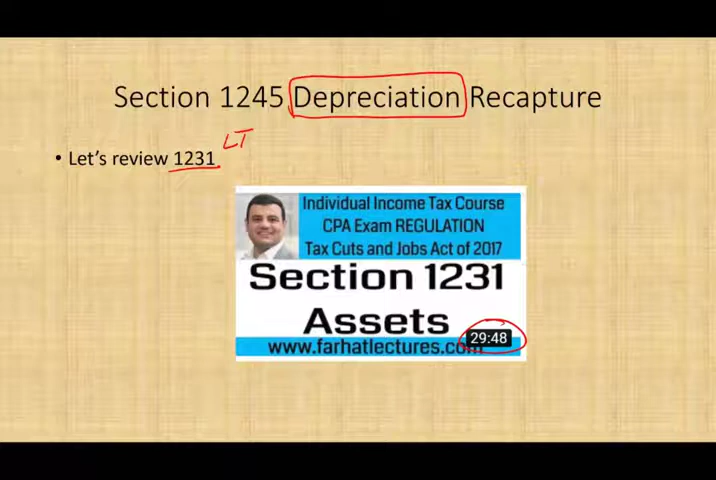 Section 1245 Depreciation Recapture
• Let's review 1231
LT
Individual Income Tax Course
CPA Exam REGULATION
Tax Cuts and Jobs Act of 2017
Section 1231
Assets
29:48
www.farhatlectures.com